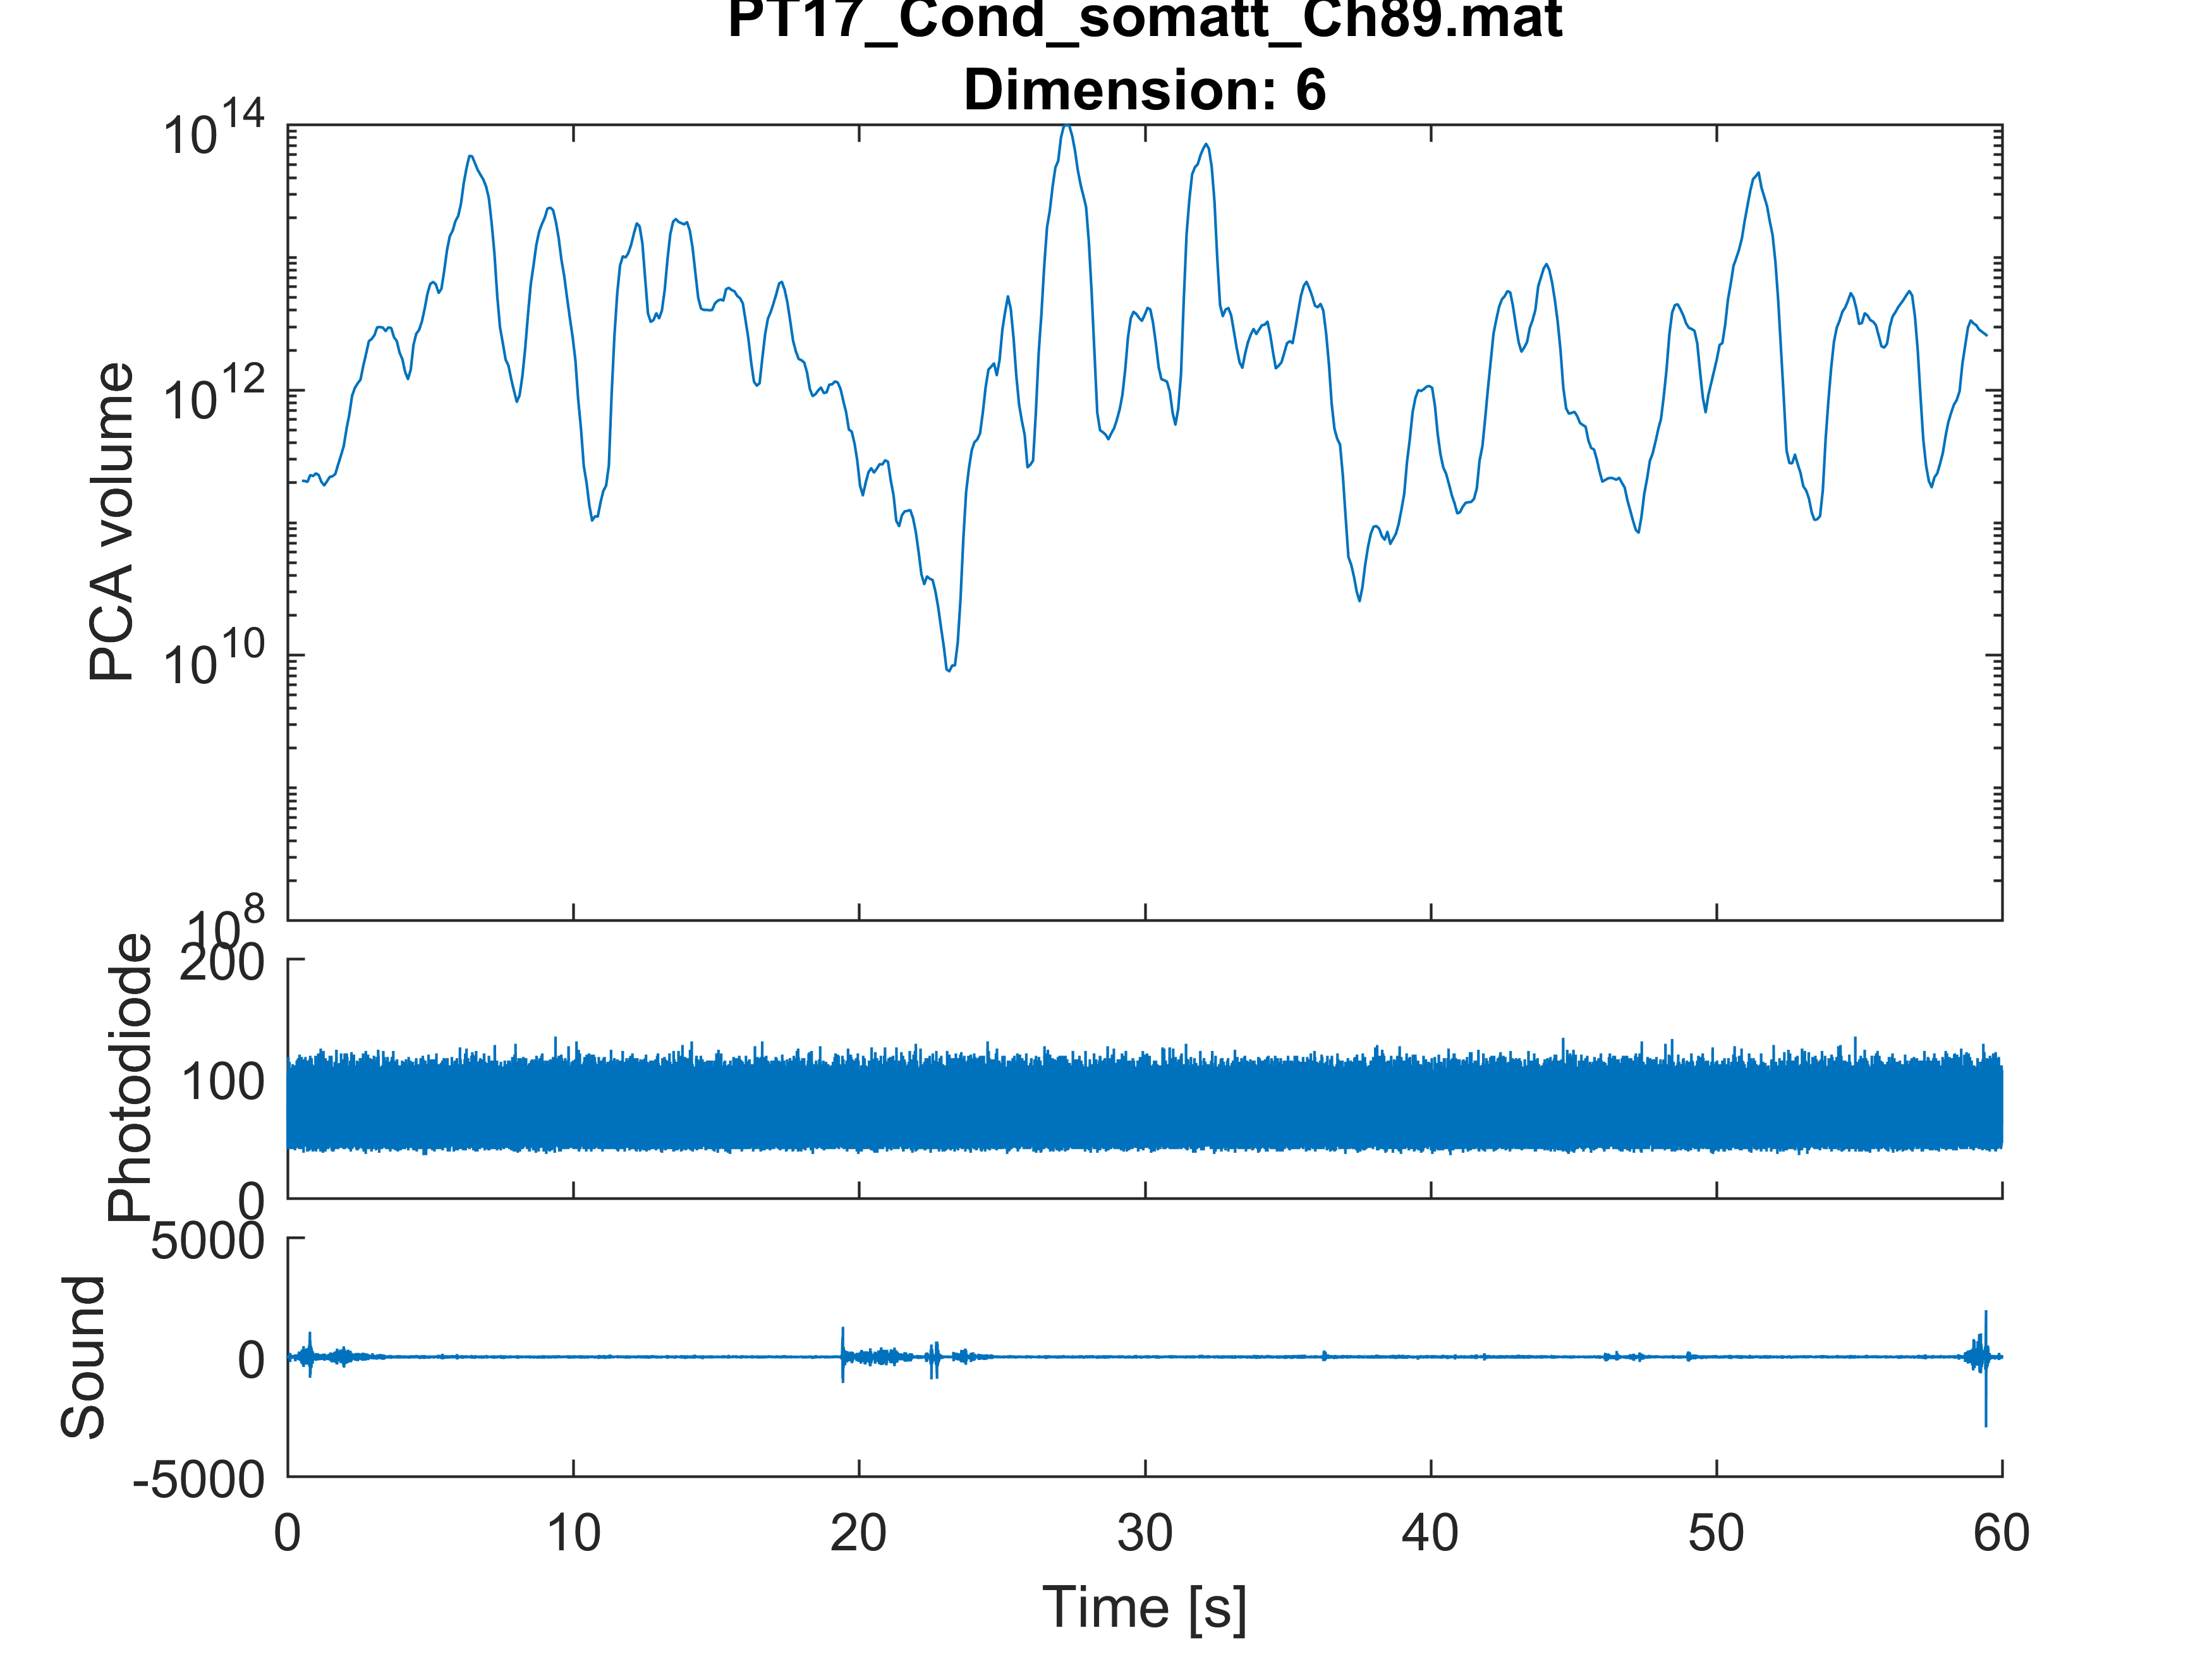 PT17_Cond_somatt_Ch89.mat
Dimension: 6
PCA volume
10^14
10^12
10^10
10^8
Photodiode
200
100
0
Sound
5000
0
-5000
0 10 20 30 40 50 60
Time [s]